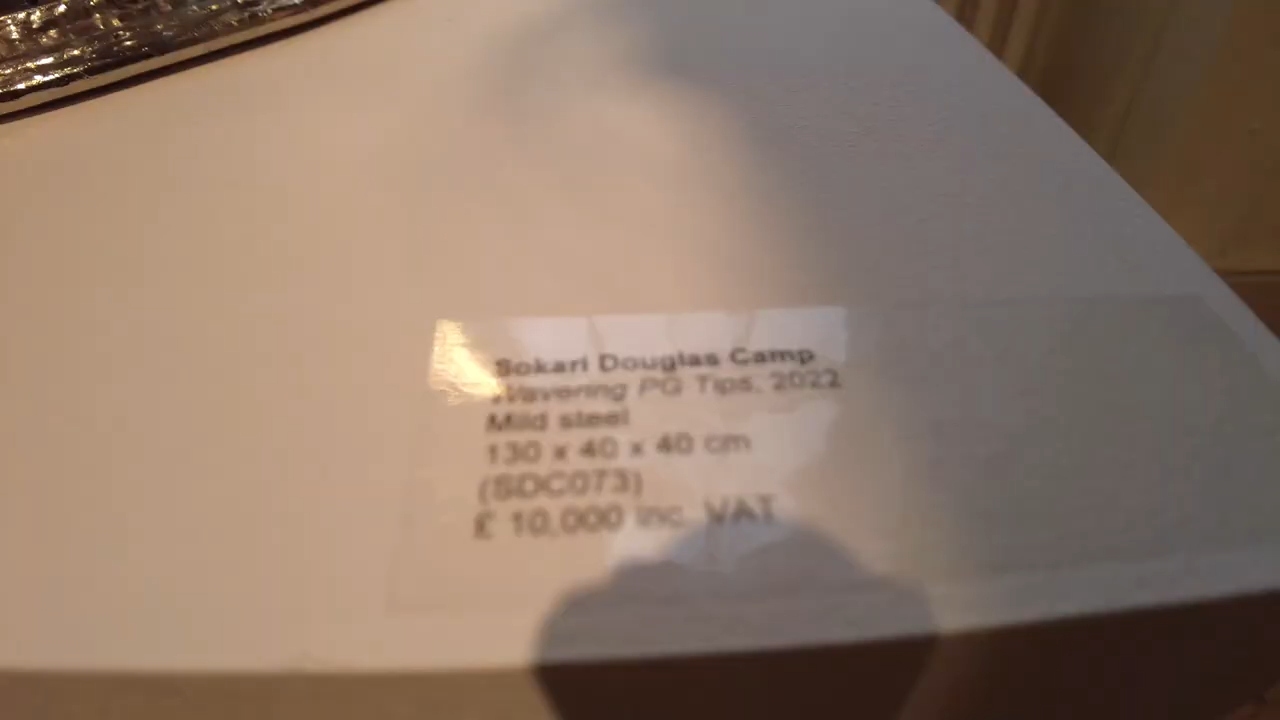 Sokari Douglas Camp
Wavering PG Tips, 2022
Mild steel
130 x 40 x 40 cm
(SDC073)
£ 10,000 inc. VAT